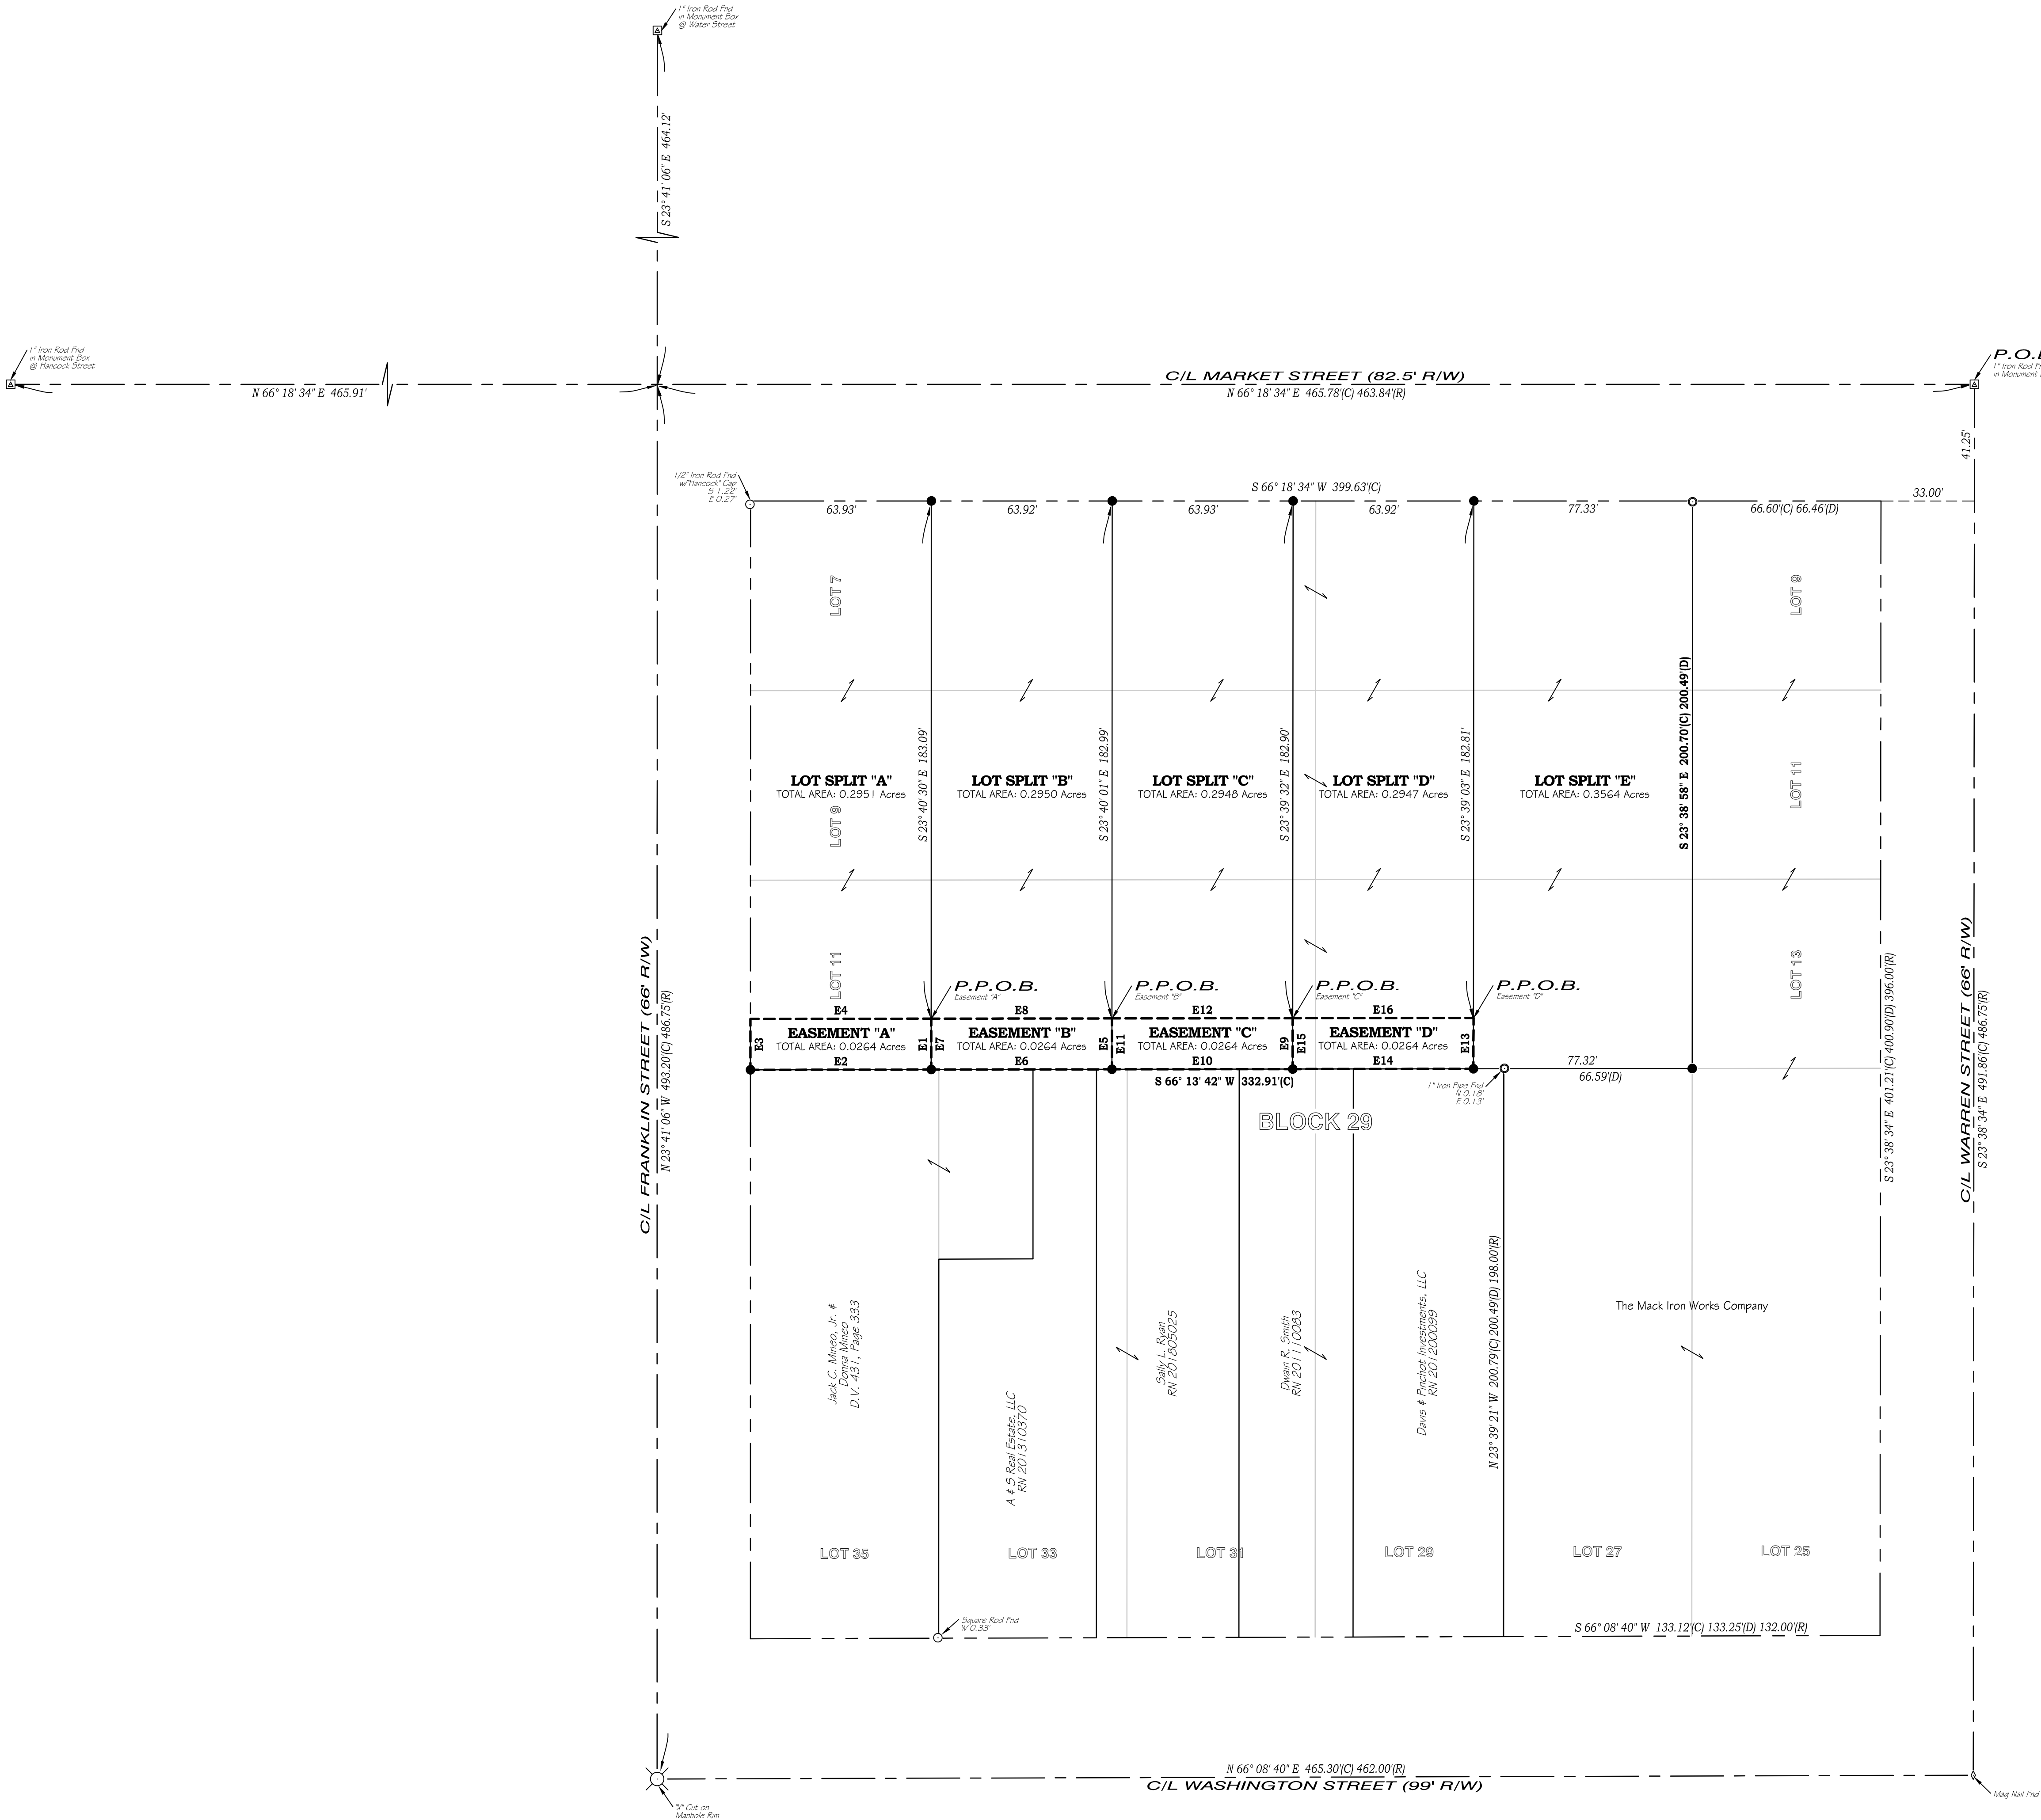 1" Iron Rod Fnd
in Monument Box
@ Water Street
S 23° 41' 06" E 464.12'
1" Iron Rod Fnd
in Monument Box
@ Hancock Street
N 66° 18' 34" E 465.91'
C/L MARKET STREET (82.5' R/W)
N 66° 18' 34" E 465.78'(C) 463.84'(R)
1" Iron Rod
in Monument
41.25'
33.00'
1/2" Iron Rod Fnd
w/"Hancock" Cap
S 1.22'
E 0.27'
S 66° 18' 34" W 399.63'(C)
63.93'
63.92'
63.93'
63.92'
77.33'
66.60'(C) 66.46'(D)
LOT 7
LOT 9
S 23° 40' 30" E 183.09'
S 23° 40' 01" E 182.99'
S 23° 39' 32" E 182.90'
S 23° 39' 03" E 182.81'
S 23° 38' 58" E 200.70'(C) 200.49'(D)
LOT SPLIT "A"
TOTAL AREA: 0.2951 Acres
LOT SPLIT "B"
TOTAL AREA: 0.2950 Acres
LOT SPLIT "C"
TOTAL AREA: 0.2948 Acres
LOT SPLIT "D"
TOTAL AREA: 0.2947 Acres
LOT SPLIT "E"
TOTAL AREA: 0.3564 Acres
LOT 9
LOT 11
LOT 11
LOT 13
P.P.O.B.
Easement "A"
P.P.O.B.
Easement "B"
P.P.O.B.
Easement "C"
P.P.O.B.
Easement "D"
E4
E8
E12
E16
E3
EASEMENT "A"
TOTAL AREA: 0.0264 Acres
E1
E7
EASEMENT "B"
TOTAL AREA: 0.0264 Acres
E5
E11
EASEMENT "C"
TOTAL AREA: 0.0264 Acres
E9
E15
EASEMENT "D"
TOTAL AREA: 0.0264 Acres
E13
E2
E6
E10
E14
77.32'
66.59'(D)
S 66° 13' 42" W 332.91'(C)
1" Iron Pipe Fnd
N 0.18'
E 0.13'
BLOCK 29
C/L FRANKLIN STREET (66' R/W)
N 23° 41' 06" W 493.20'(C) 486.75'(R)
S 23° 38' 34" E 401.21'(C) 400.90'(D) 396.00'(R)
C/L WARREN STREET (66' R/W)
S 23° 38' 34" E 491.86'(C) 486.75'(R)
Jack C. Mineo, Jr. &
Donna Mineo
D.V. 431, Page 333
A & S Real Estate, LLC
RN 201310370
Sally L. Ryan
RN 201805025
Dwain R. Smith
RN 201110083
Davis & Pinchot Investments, LLC
RN 201200099
N 23° 39' 21" W 200.79'(C) 200.49'(D) 198.00'(R)
The Mack Iron Works Company
LOT 35
LOT 33
LOT 31
LOT 29
LOT 27
LOT 25
Square Rod Fnd
W 0.33'
S 66° 08' 40" W 133.12'(C) 133.25'(D) 132.00'(R)
N 66° 08' 40" E 465.30'(C) 462.00'(R)
C/L WASHINGTON STREET (99' R/W)
"X" Cut on
Manhole Rim
Mag Nail Fnd